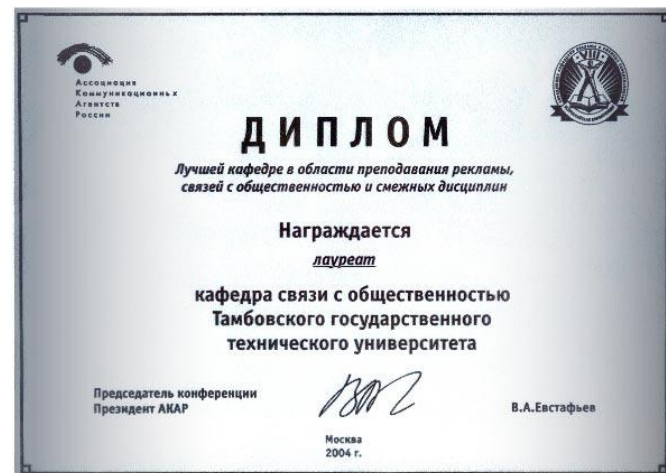 Ассоциация
Коммуникационных
Агентств
России
VIII
ДИПЛОМ
Лучшей кафедре в области преподавания рекламы,
связей с общественностью и смежных дисциплин
Награждается
лауреат
кафедра связи с общественностью
Тамбовского государственного
технического университета
Председатель конференции
Президент АКАР
В.А.Евстафьев
Москва
2004 г.